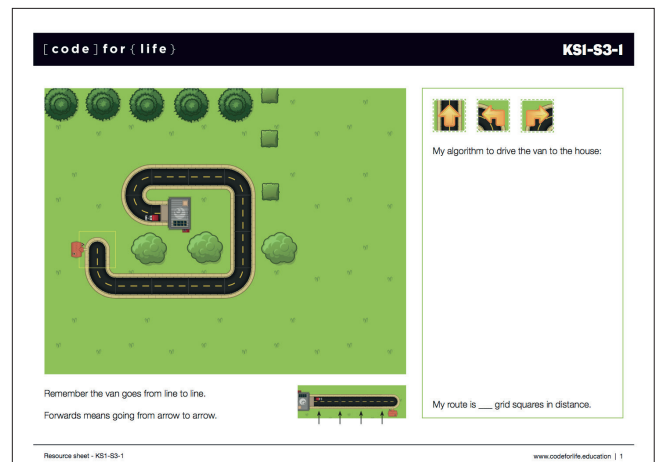 [code]for{life}
KS1-S3-1
My algorithm to drive the van to the house:
Remember the van goes from line to line.
Forwards means going from arrow to arrow.
My route is ___ grid squares in distance.
Resource sheet - KS1-S3-1
www.codeforlife.education | 1